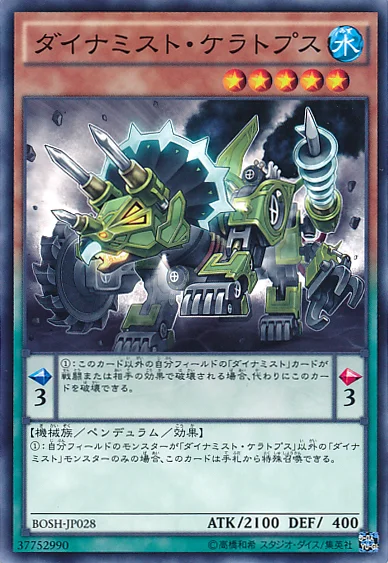 ダイナミスト・ケラトプス
水
①:このカード以外の自分フィールドの「ダイナミスト」カードが
戦闘または相手の効果で破壊される場合、代わりにこのカー
ドを破壊できる。
3
3
【機械族/ペンデュラム/効果】
①:自分フィールドのモンスターが「ダイナミスト・ケラトプス」以外の「ダイナ
ミスト」モンスターのみの場合、このカードは手札から特殊召喚できる。
BOSH-JP028
ATK/2100 DEF/ 400
37752990
©高橋和希 スタジオ・ダイス/集英社